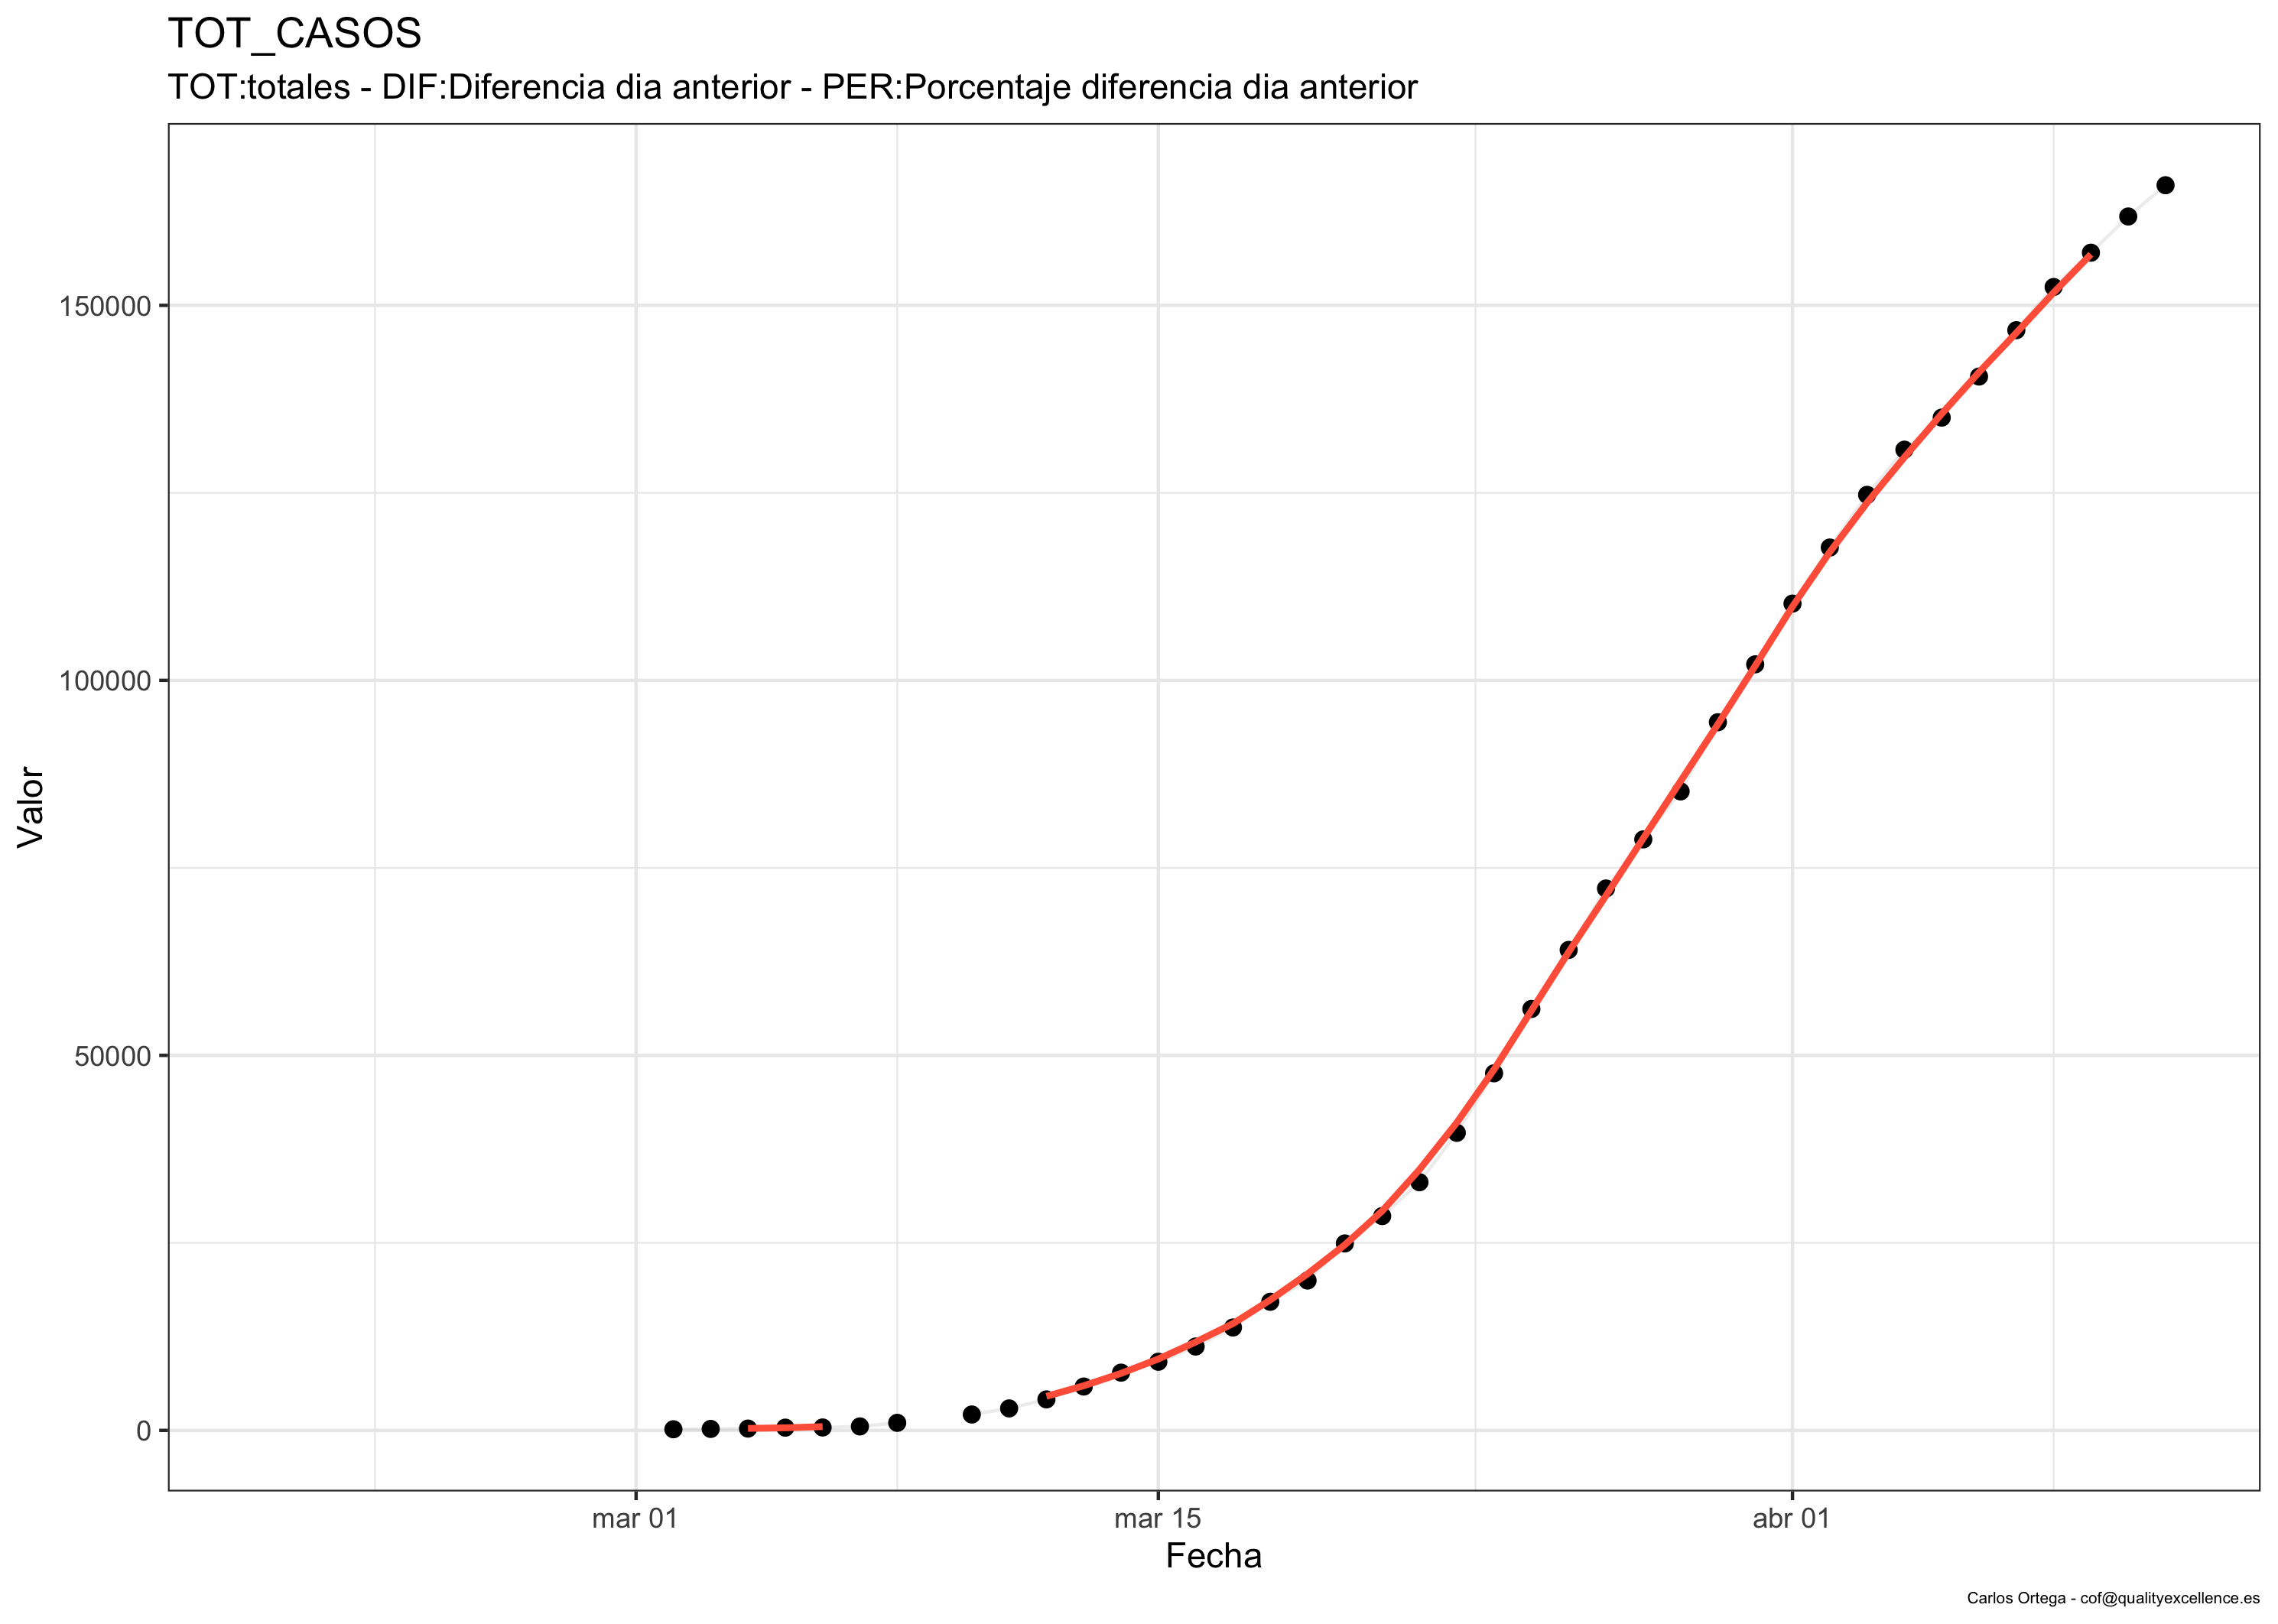 TOT_CASOS
TOT:totales - DIF:Diferencia dia anterior - PER:Porcentaje diferencia dia anterior
Valor
150000
100000
50000
0
mar 01
mar 15
abr 01
Fecha
Carlos Ortega - cof@qualityexcellence.es